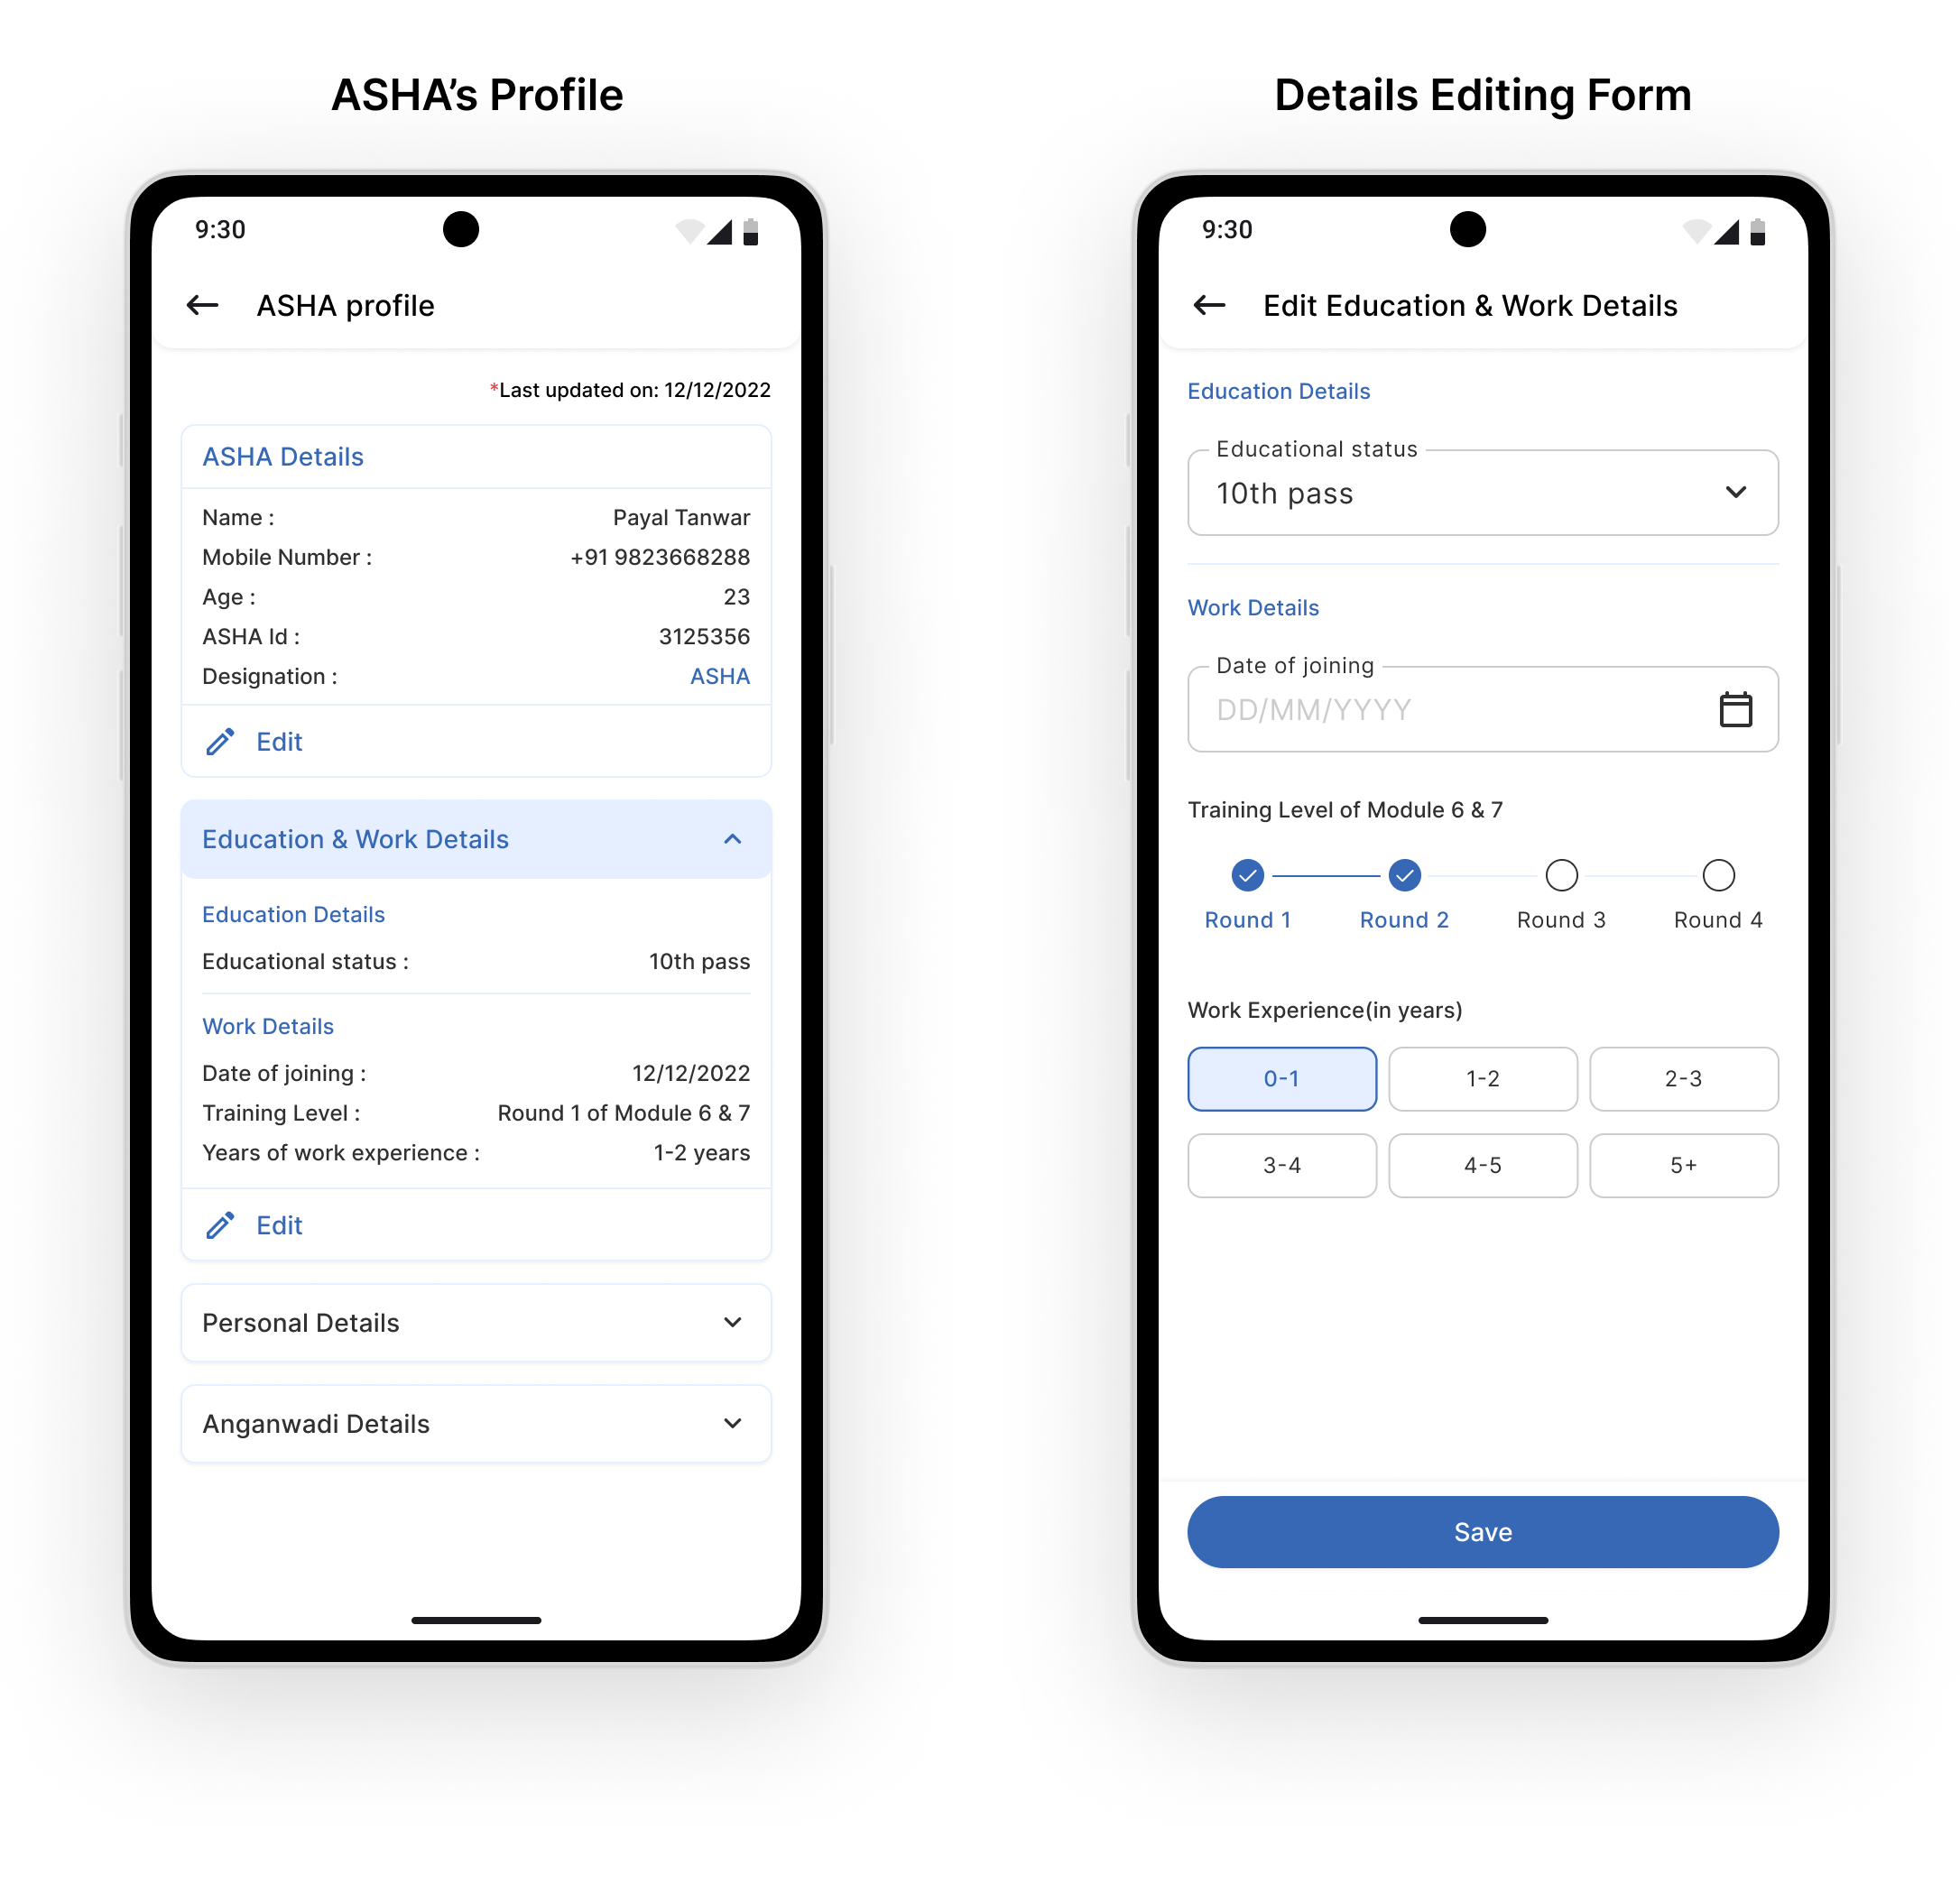 ASHA’s Profile
9:30
ASHA profile
*Last updated on: 12/12/2022
ASHA Details
Name : Payal Tanwar
Mobile Number : +91 9823668288
Age : 23
ASHA Id : 3125356
Designation : ASHA
Edit
Education & Work Details
Education Details
Educational status : 10th pass
Work Details
Date of joining : 12/12/2022
Training Level : Round 1 of Module 6 & 7
Years of work experience : 1-2 years
Edit
Personal Details
Anganwadi Details
Details Editing Form
9:30
Edit Education & Work Details
Education Details
Educational status
10th pass
Work Details
Date of joining
DD/MM/YYYY
Training Level of Module 6 & 7
Round 1 Round 2 Round 3 Round 4
Work Experience(in years)
0-1 1-2 2-3
3-4 4-5 5+
Save